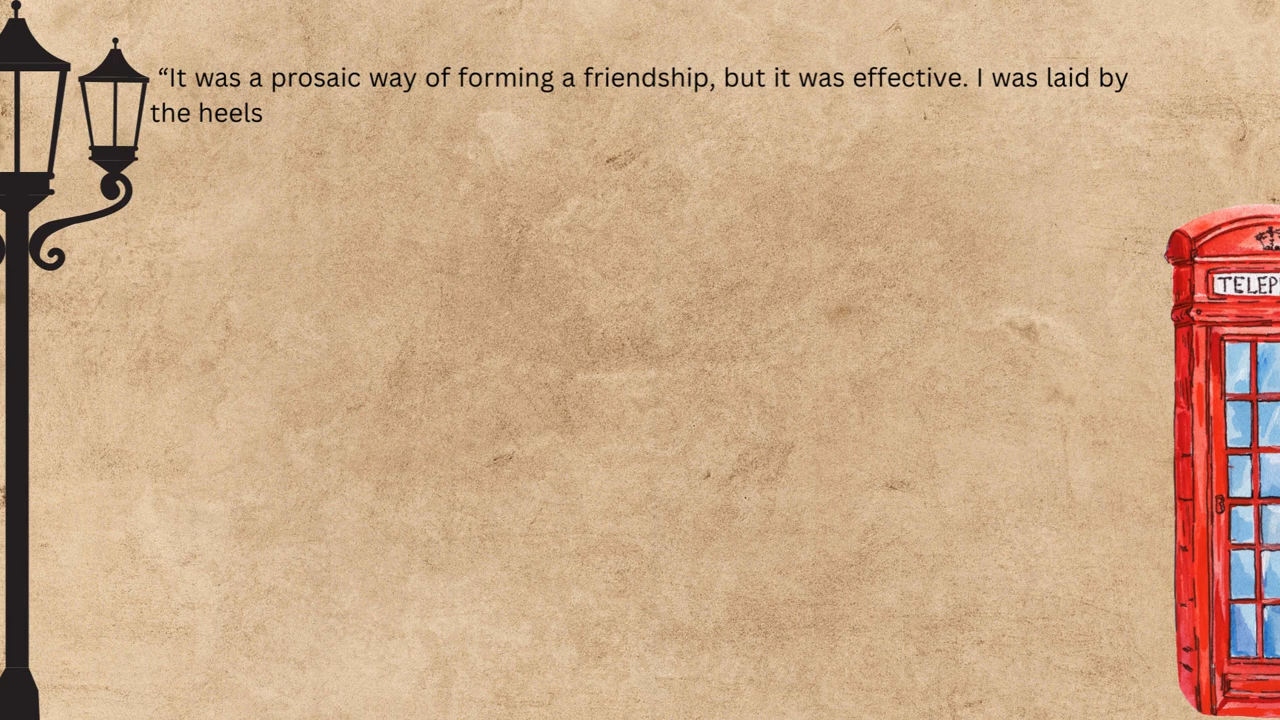 “It was a prosaic way of forming a friendship, but it was effective. I was laid by
the heels
TELEP